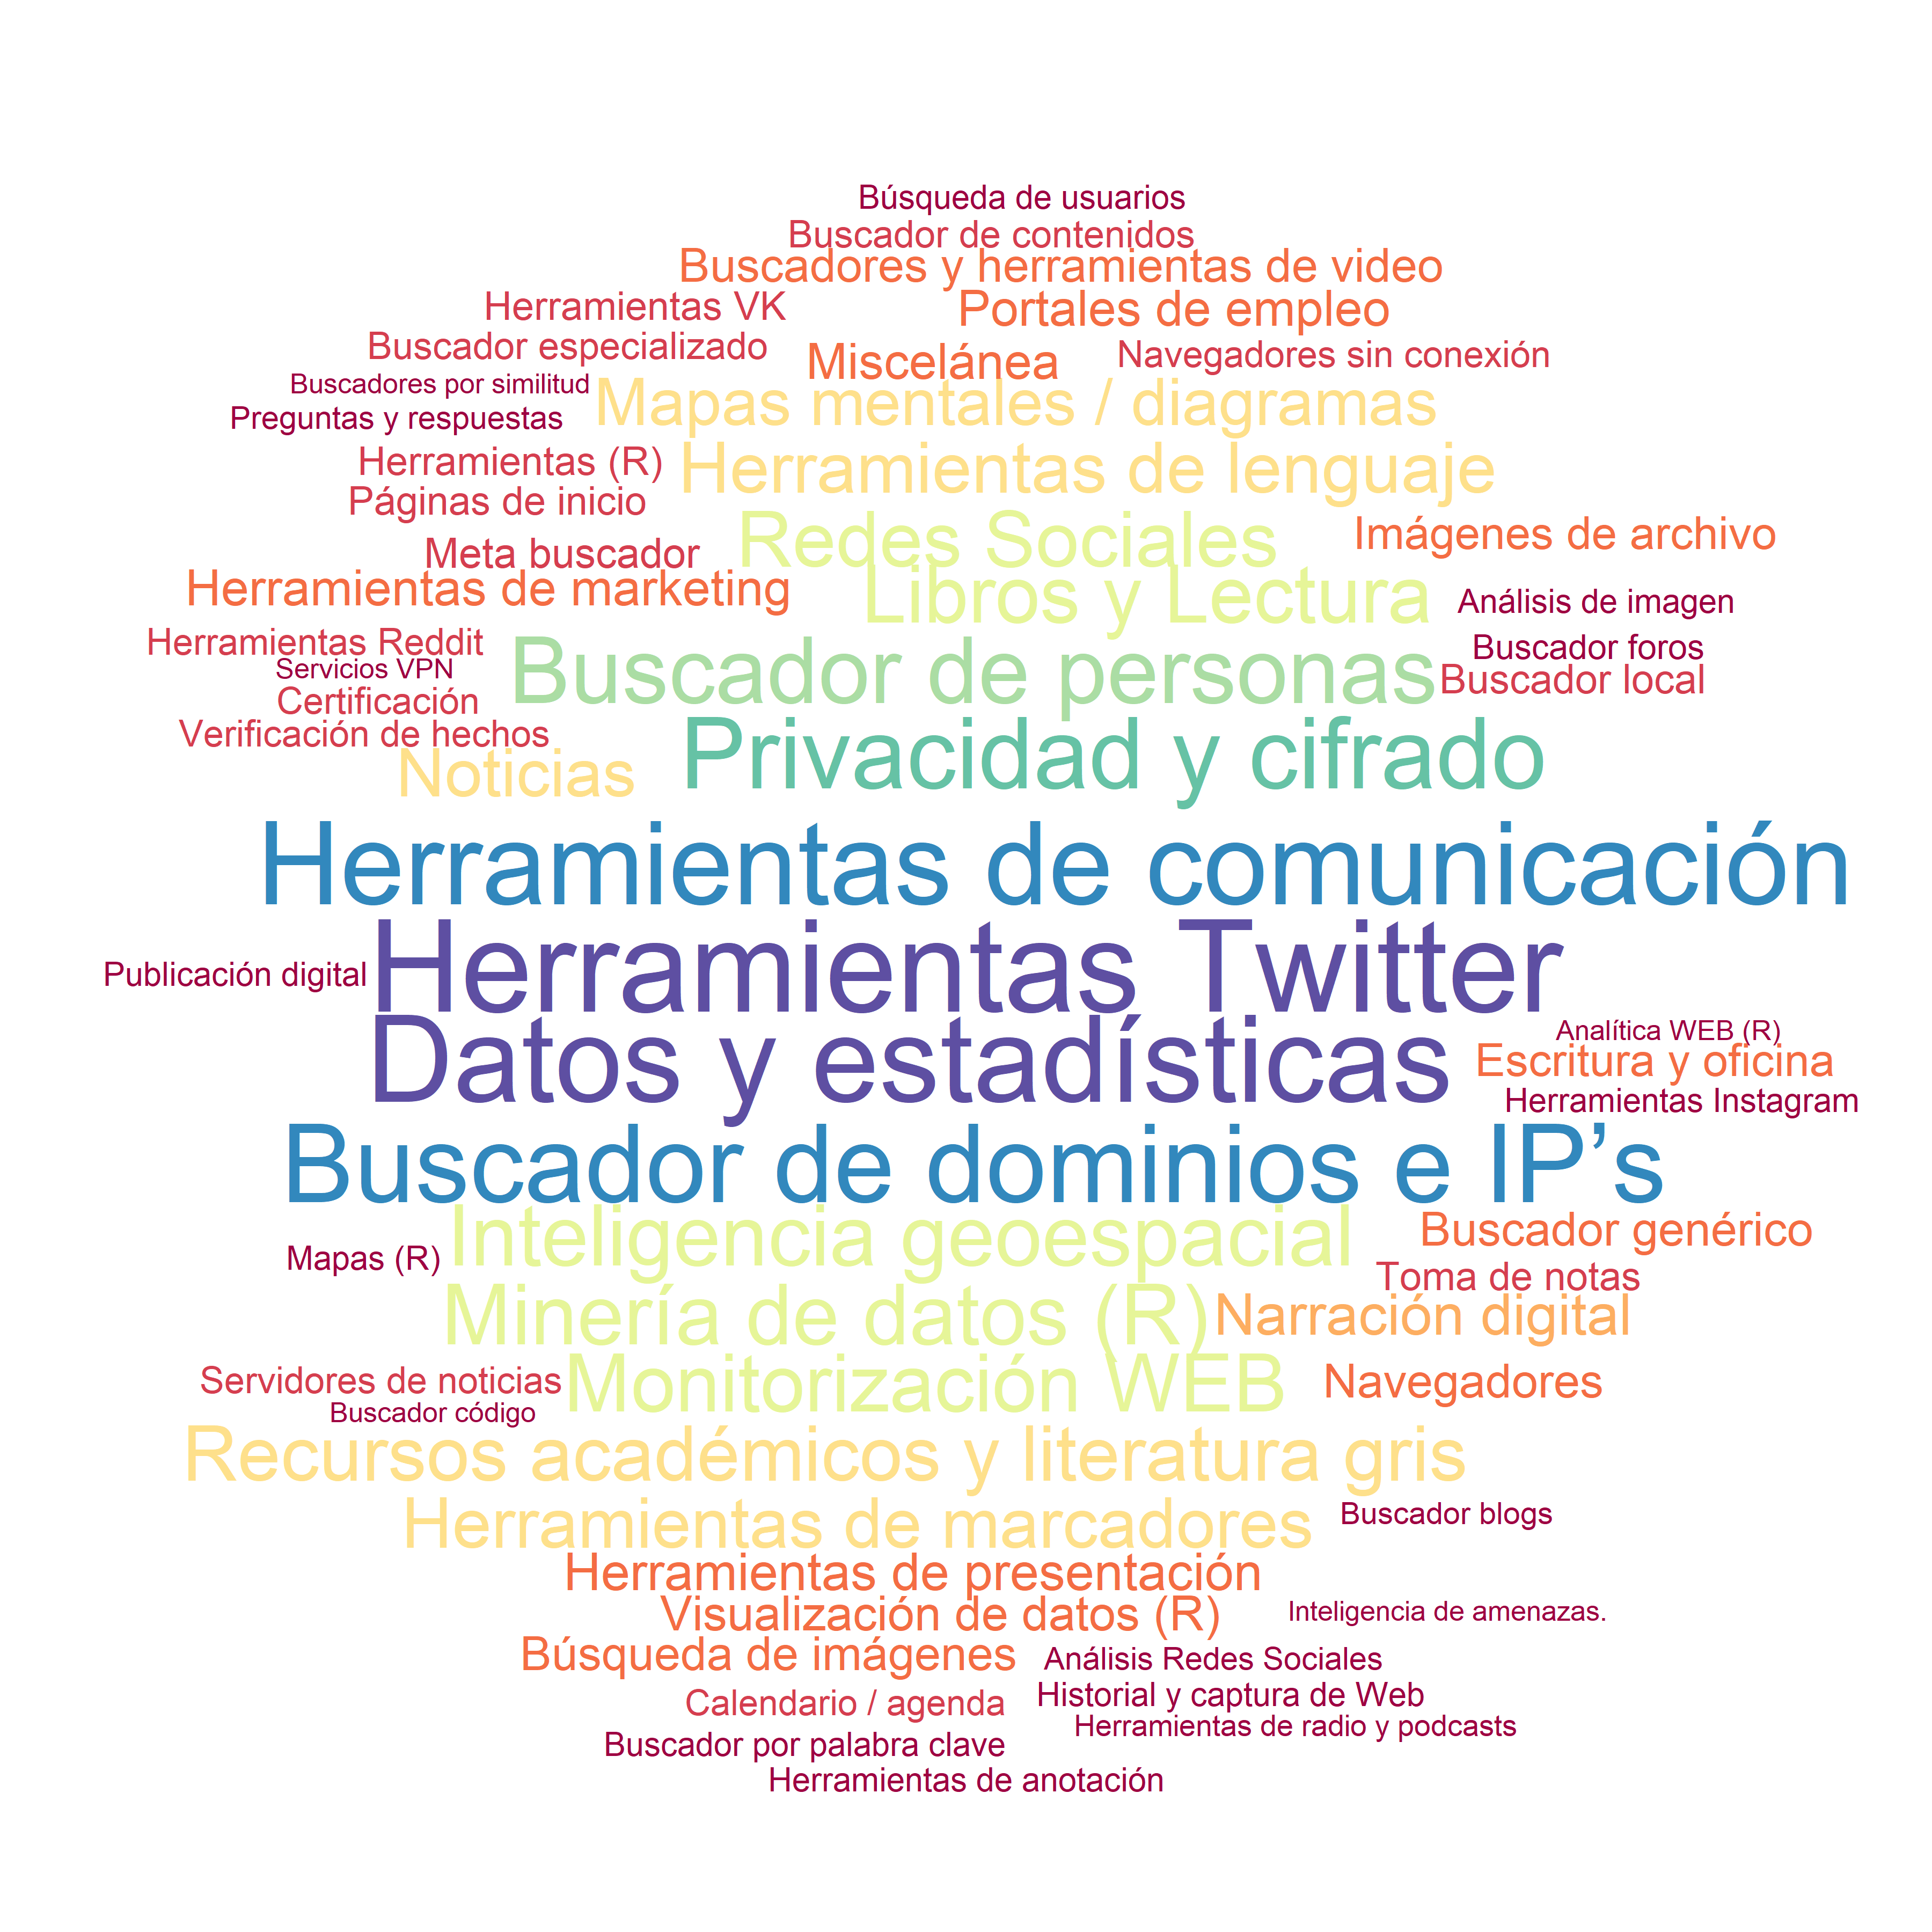 Búsqueda de usuarios
Buscador de contenidos
Buscadores y herramientas de video
Herramientas VK
Portales de empleo
Buscador especializado
Miscelánea
Navegadores sin conexión
Buscadores por similitud
Mapas mentales / diagramas
Preguntas y respuestas
Herramientas (R)
Herramientas de lenguaje
Páginas de inicio
Redes Sociales
Imágenes de archivo
Meta buscador
Herramientas de marketing
Libros y Lectura
Análisis de imagen
Herramientas Reddit
Buscador foros
Servicios VPN
Buscador de personas
Buscador local
Certificación
Verificación de hechos
Privacidad y cifrado
Noticias
Herramientas de comunicación
Herramientas Twitter
Publicación digital
Analítica WEB (R)
Datos y estadísticas
Escritura y oficina
Herramientas Instagram
Buscador de dominios e IP’s
Inteligencia geoespacial
Buscador genérico
Mapas (R)
Toma de notas
Minería de datos (R)
Narración digital
Servidores de noticias
Monitorización WEB
Navegadores
Buscador código
Recursos académicos y literatura gris
Herramientas de marcadores
Buscador blogs
Herramientas de presentación
Visualización de datos (R)
Inteligencia de amenazas.
Búsqueda de imágenes
Análisis Redes Sociales
Calendario / agenda
Historial y captura de Web
Herramientas de radio y podcasts
Buscador por palabra clave
Herramientas de anotación